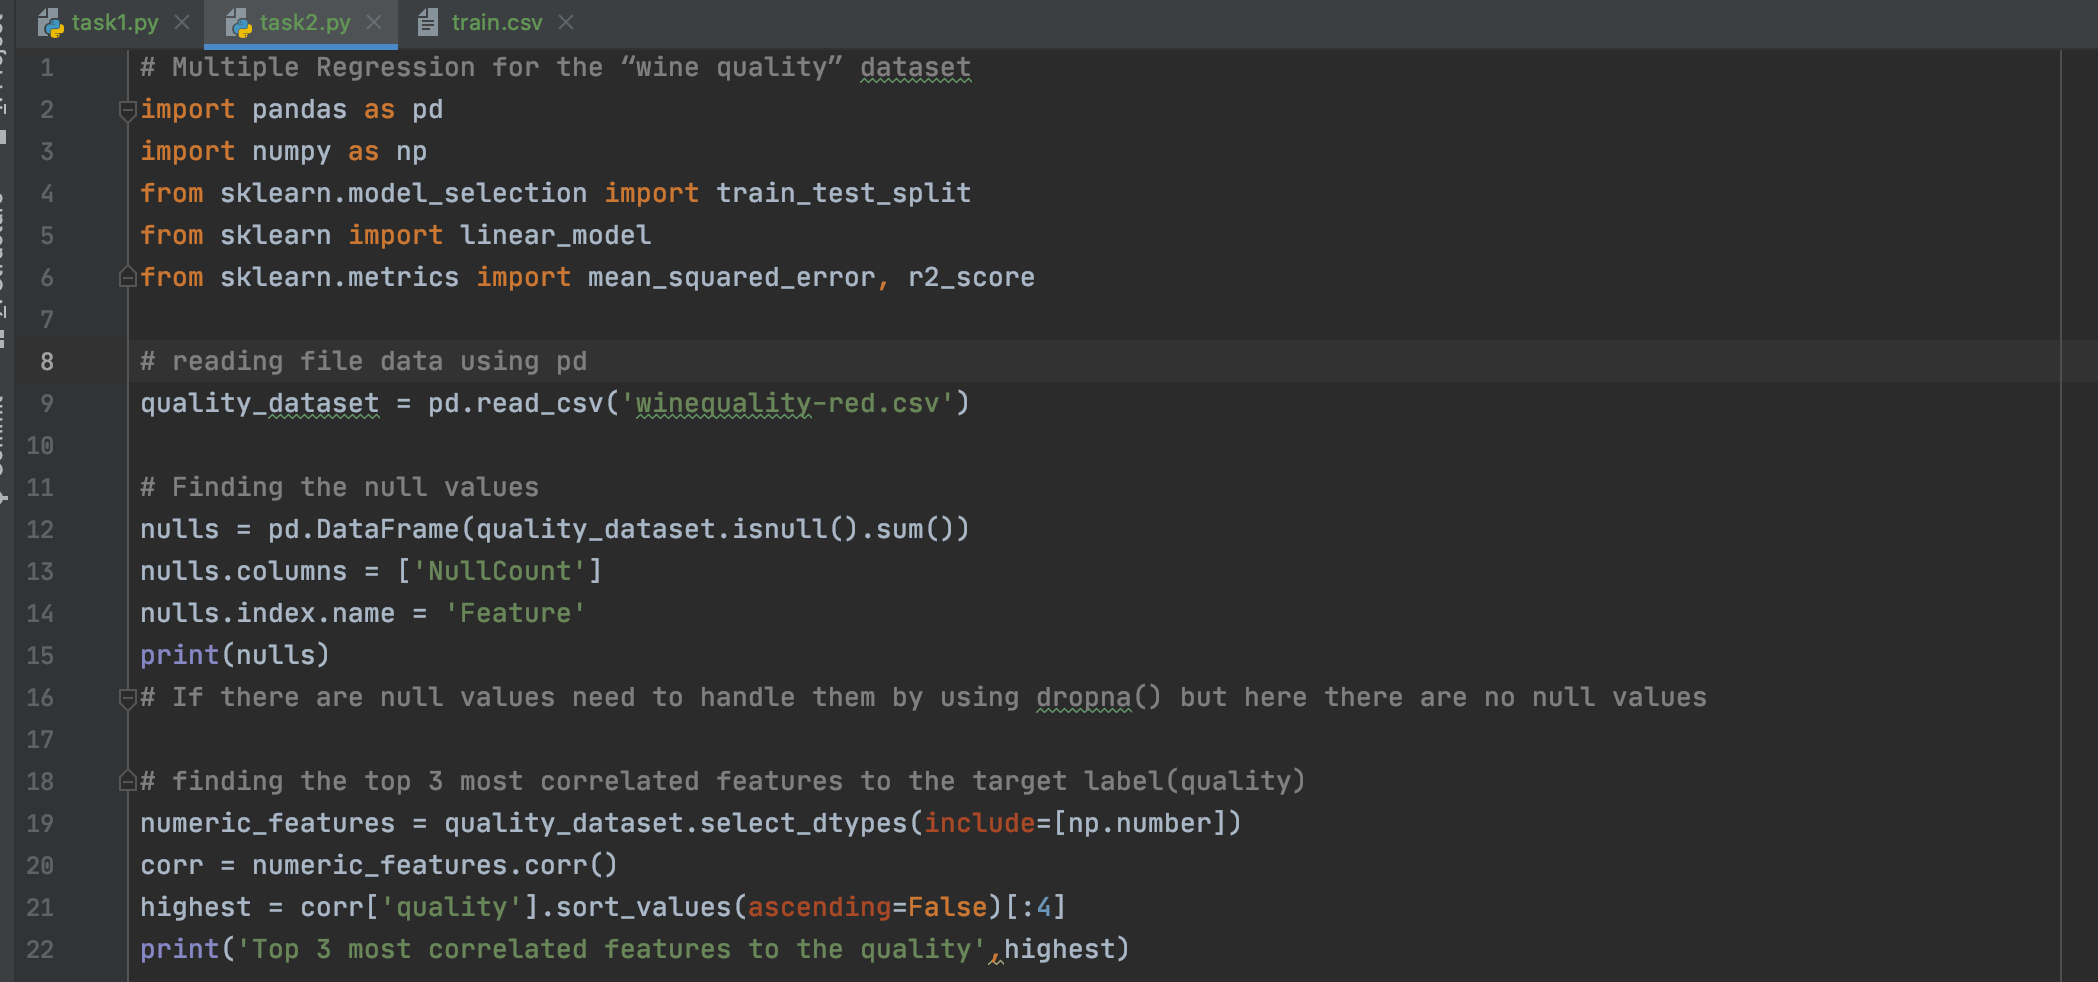 task1.py
task2.py
train.csv
1 # Multiple Regression for the “wine quality” dataset
2 import pandas as pd
3 import numpy as np
4 from sklearn.model_selection import train_test_split
5 from sklearn import linear_model
6 from sklearn.metrics import mean_squared_error, r2_score
7
8 # reading file data using pd
9 quality_dataset = pd.read_csv('winequality-red.csv')
10
11 # Finding the null values
12 nulls = pd.DataFrame(quality_dataset.isnull().sum())
13 nulls.columns = ['NullCount']
14 nulls.index.name = 'Feature'
15 print(nulls)
16 # If there are null values need to handle them by using dropna() but here there are no null values
17
18 # finding the top 3 most correlated features to the target label(quality)
19 numeric_features = quality_dataset.select_dtypes(include=[np.number])
20 corr = numeric_features.corr()
21 highest = corr['quality'].sort_values(ascending=False)[:4]
22 print('Top 3 most correlated features to the quality',highest)